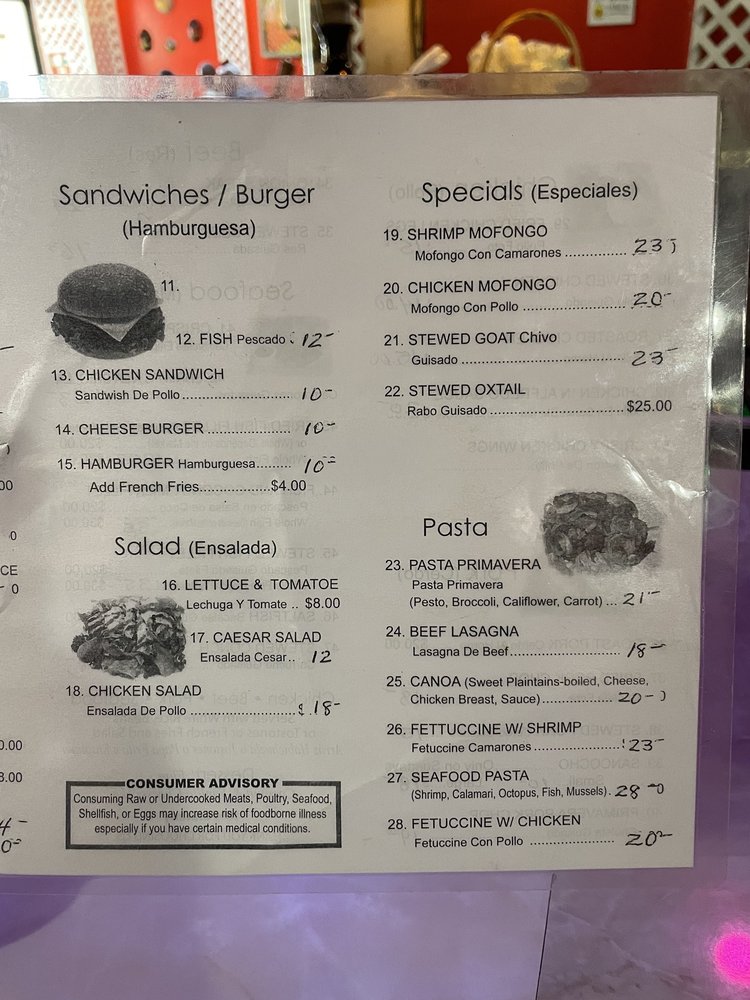 Sandwiches / Burger
(Hamburguesa)
11.
12. FISH Pescado 12-
13. CHICKEN SANDWICH
Sandwish De Pollo.......................... 10-
14. CHEESE BURGER ..................... 10-
15. HAMBURGER Hamburguesa......... 10=
Add French Fries..................$4.00
Salad (Ensalada)
16. LETTUCE & TOMATOE
Lechuga Y Tomate .. $8.00
17. CAESAR SALAD
Ensalada Cesar.. 12
18. CHICKEN SALAD
Ensalada De Pollo ...........................$ 18-
CONSUMER ADVISORY
Consuming Raw or Undercooked Meats, Poultry, Seafood,
Shellfish, or Eggs may increase risk of foodborne illness
especially if you have certain medical conditions.
Specials (Especiales)
19. SHRIMP MOFONGO
Mofongo Con Camarones ............... 23
20. CHICKEN MOFONGO
Mofongo Con Pollo .......................... 20-
21. STEWED GOAT Chivo
Guisado ........................................ 23-
22. STEWED OXTAIL
Rabo Guisado .................................$25.00
Pasta
23. PASTA PRIMAVERA
Pasta Primavera
(Pesto, Broccoli, Califlower, Carrot) ... 21-
24. BEEF LASAGNA
Lasagna De Beef........................... 18-
25. CANOA (Sweet Plaintains-boiled, Cheese,
Chicken Breast, Sauce)................. 20-
26. FETTUCCINE W/ SHRIMP
Fetuccine Camarones ..................... 23-
27. SEAFOOD PASTA
(Shrimp, Calamari, Octopus, Fish, Mussels). 28-0
28. FETUCCINE W/ CHICKEN
Fetuccine Con Pollo ....................... 20-